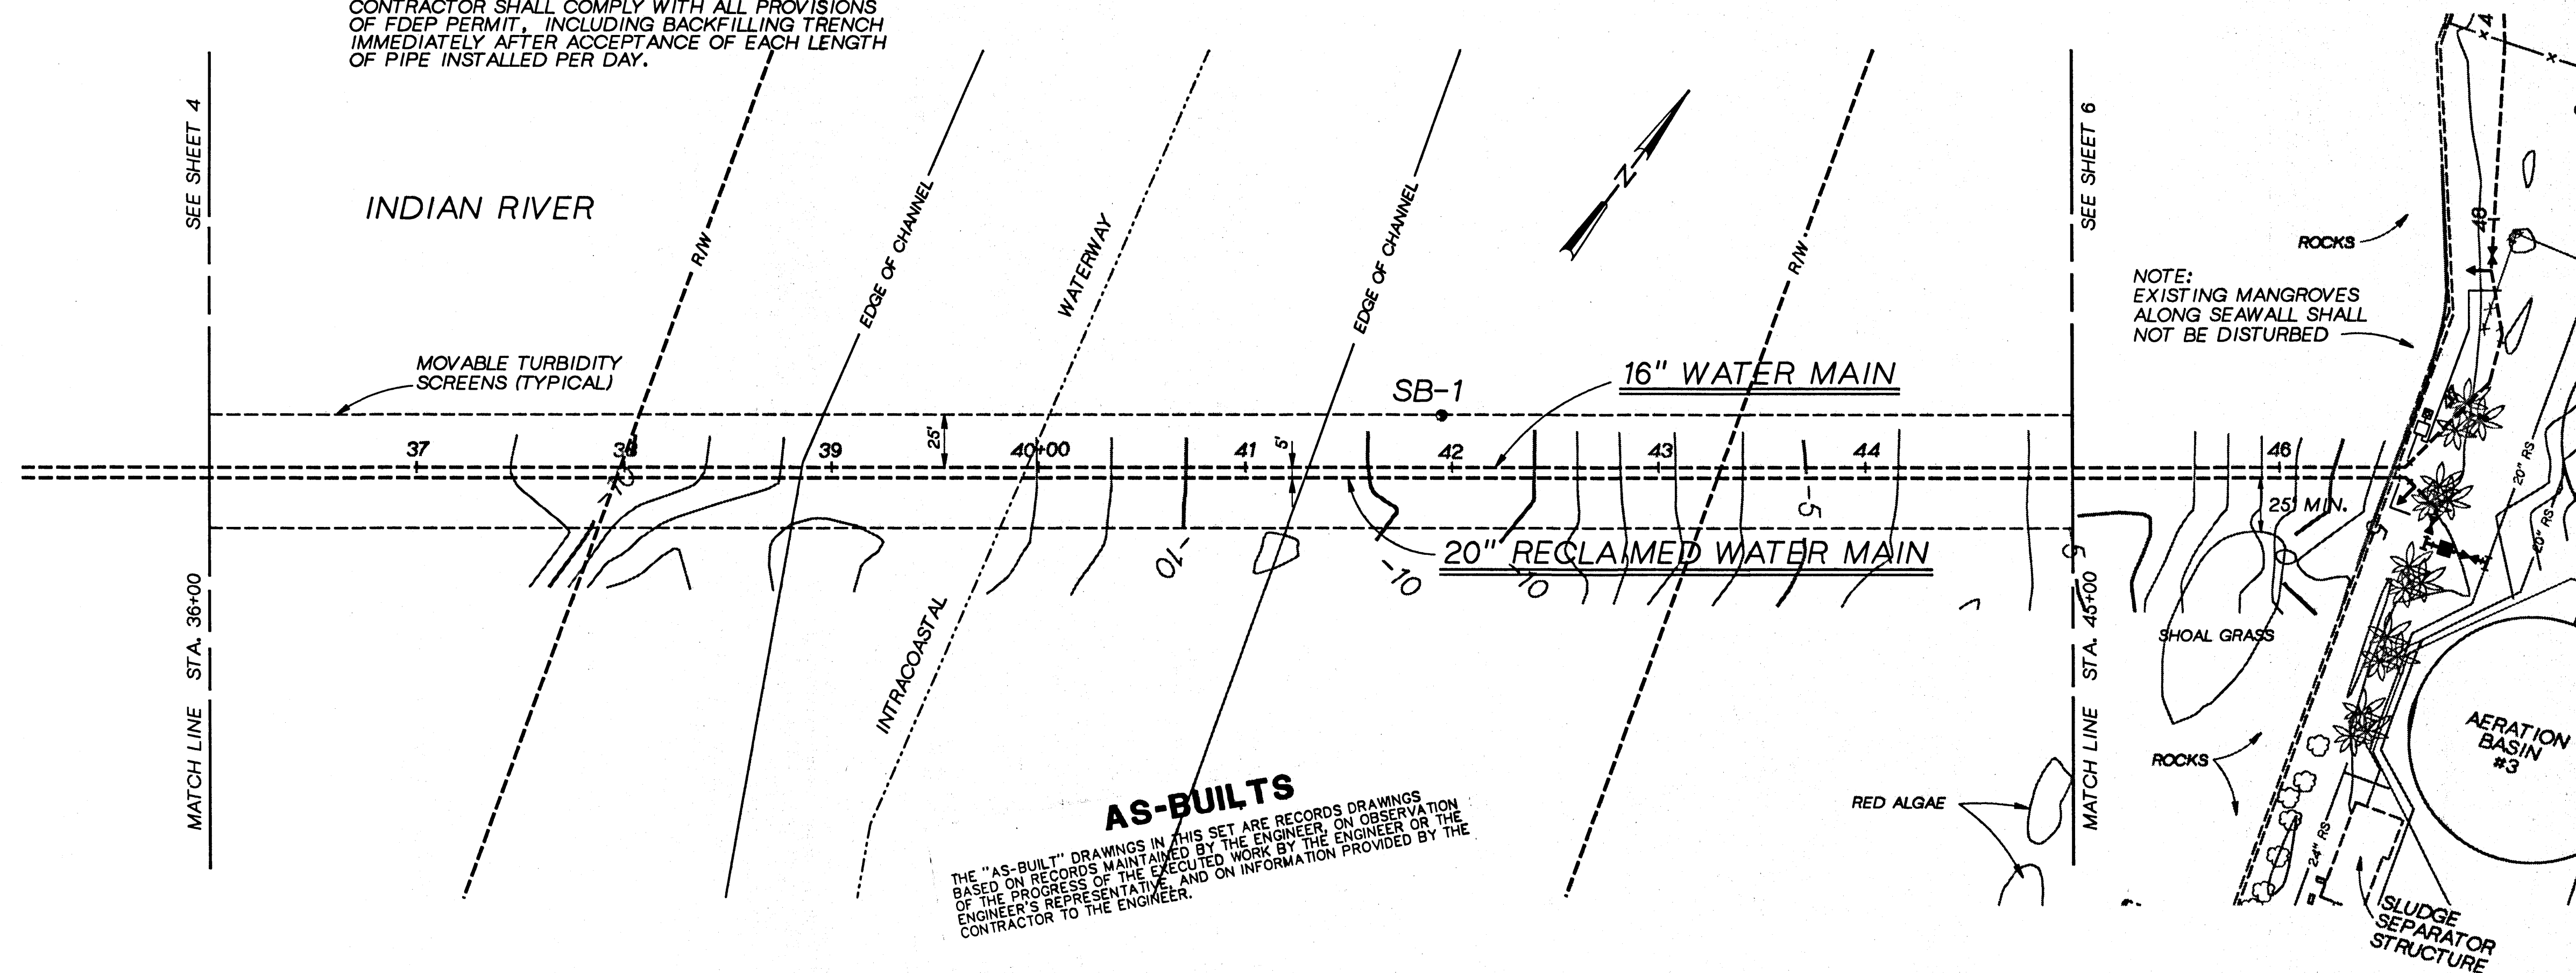 CONTRACTOR SHALL COMPLY WITH ALL PROVISIONS
OF FDEP PERMIT, INCLUDING BACKFILLING TRENCH
IMMEDIATELY AFTER ACCEPTANCE OF EACH LENGTH
OF PIPE INSTALLED PER DAY.
SEE SHEET 4
MATCH LINE STA. 36+00
INDIAN RIVER
R/W
EDGE OF CHANNEL
WATERWAY
INTRACOASTAL
EDGE OF CHANNEL
N
R/W
SEE SHEET 6
MATCH LINE STA. 45+00
MOVABLE TURBIDITY
SCREENS (TYPICAL)
SB-1
16" WATER MAIN
20" RECLAIMED WATER MAIN
37
38
39
40+00
41
42
43
44
46
48
4
25'
5'
25' MIN.
-10
-10
-10
-10
-5
-5
ROCKS
NOTE:
EXISTING MANGROVES
ALONG SEAWALL SHALL
NOT BE DISTURBED
20" RS
20" RS
SHOAL GRASS
ROCKS
RED ALGAE
24" RS
AERATION
BASIN
#3
SLUDGE
SEPARATOR
STRUCTURE
AS-BUILTS
THE "AS-BUILT" DRAWINGS IN THIS SET ARE RECORDS DRAWINGS
BASED ON RECORDS MAINTAINED BY THE ENGINEER, ON OBSERVATION
OF THE PROGRESS OF THE EXECUTED WORK BY THE ENGINEER OR THE
ENGINEER'S REPRESENTATIVE, AND ON INFORMATION PROVIDED BY THE
CONTRACTOR TO THE ENGINEER.